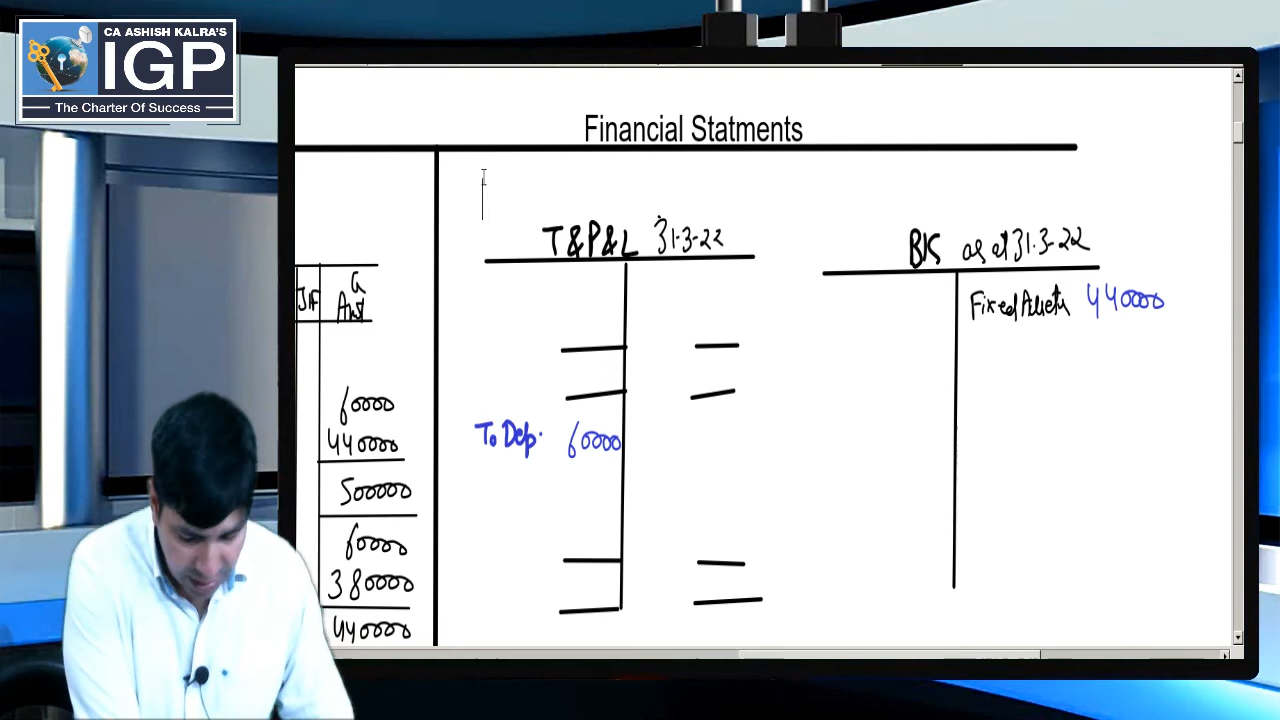 CA ASHISH KALRA'S
IGP
The Charter Of Success
Financial Statments
T&P&L 31-3-22
B/S as at 31.3-22
J/F
Amt
Fixed Assets 440000
60000
440000
To Dep. 60000
500000
60000
380000
440000